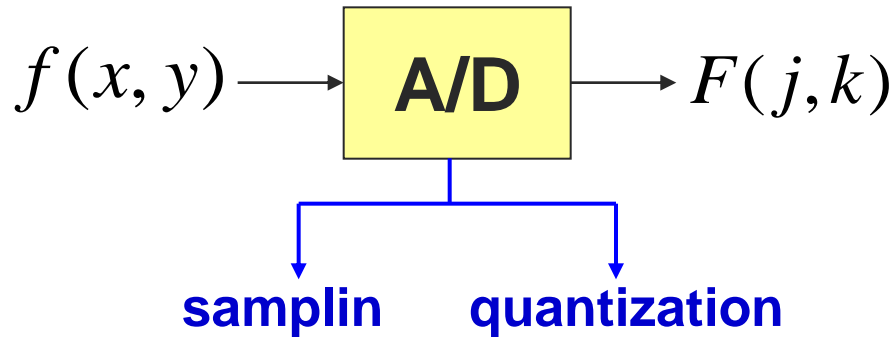 f(x, y) A/D F(j,k)
samplin quantization